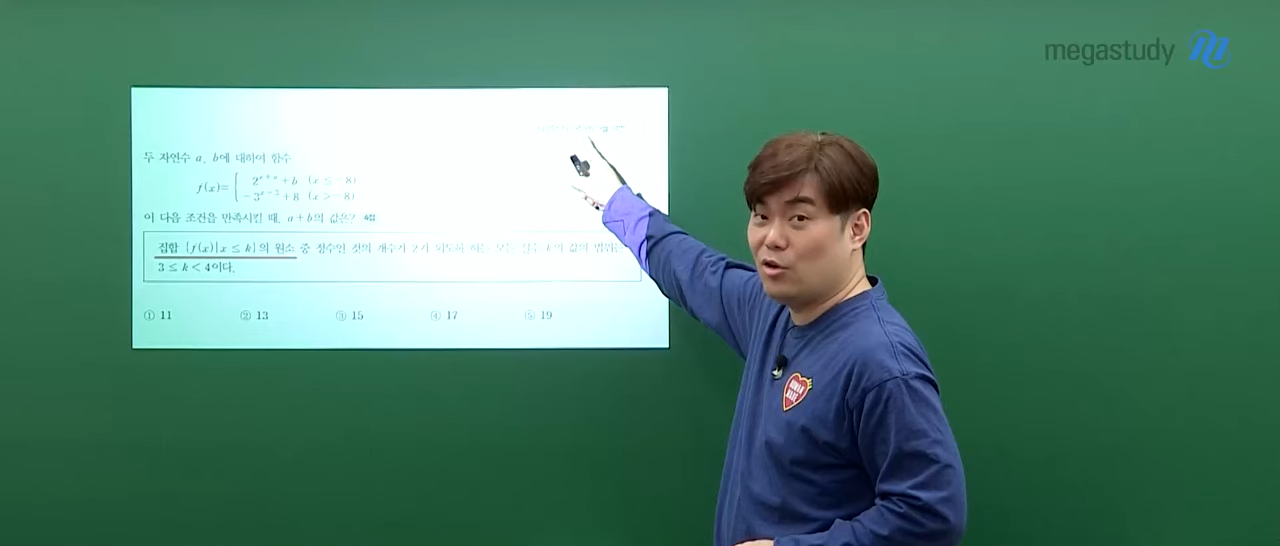 megastudy
두 자연수 a, b에 대하여 함수
f(x)= { 2^{x+a}+b (x≤-8)
-3^{x-3}+8 (x>-8)
이 다음 조건을 만족시킬 때, a+b의 값은? 4점
집합 {f(x)|x≤k}의 원소 중 정수인 것의 개수가 2가 되도록 하는 모든 실수 k의 값의 범위는
3≤k<4이다.
① 11 ② 13 ③ 15 ④ 17 ⑤ 19
HUMAN
MADE